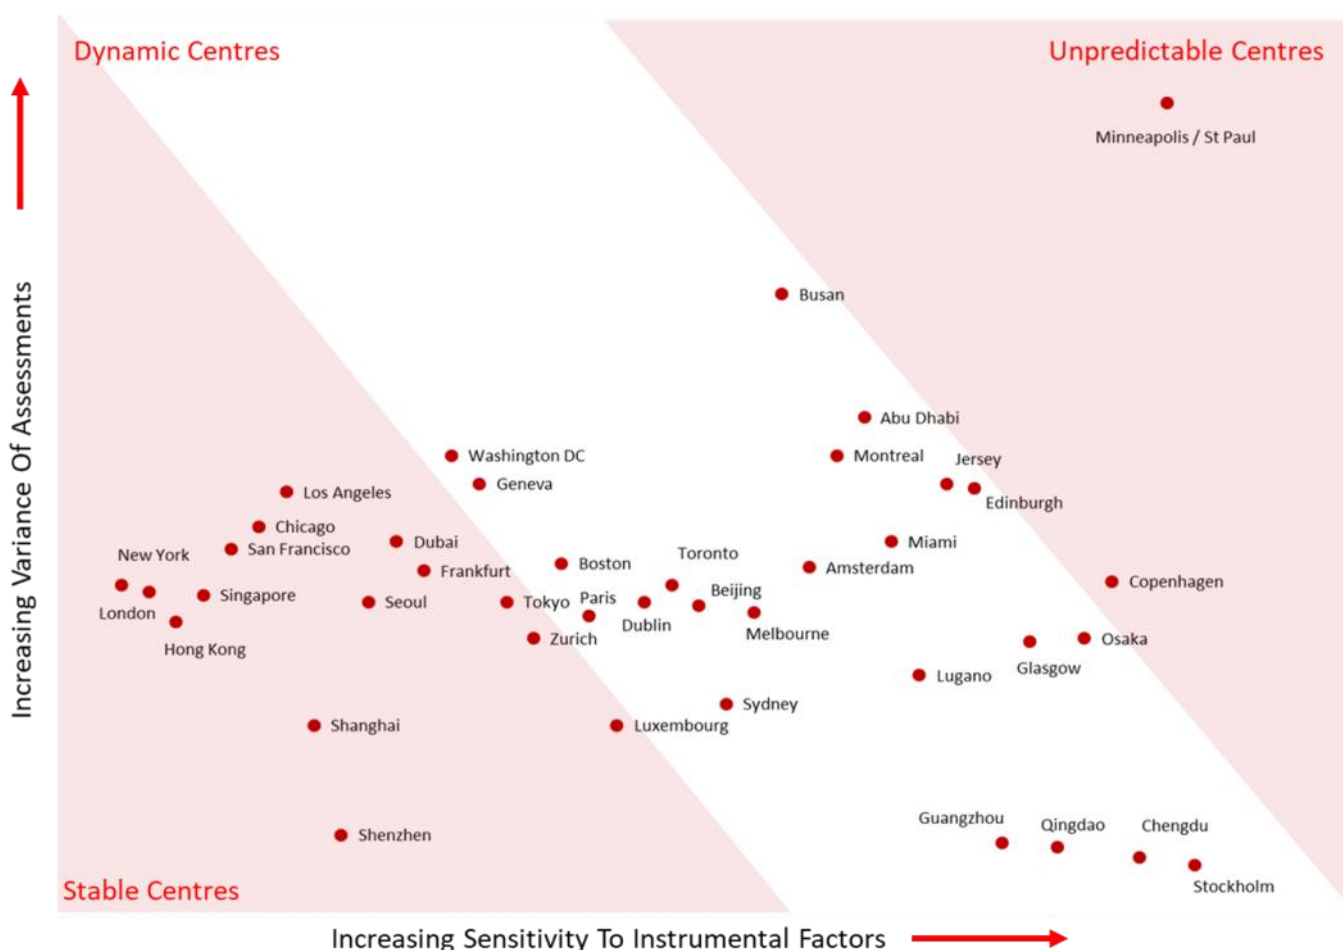 Dynamic Centres
Unpredictable Centres
Minneapolis / St Paul
Increasing Variance Of Assessments
Busan
Abu Dhabi
Washington DC
Montreal
Jersey
Geneva
Los Angeles
Edinburgh
Chicago
San Francisco
Dubai
Miami
New York
Toronto
Boston
Frankfurt
Amsterdam
Copenhagen
Singapore
Seoul
Tokyo
Paris
Beijing
London
Dublin
Melbourne
Hong Kong
Zurich
Osaka
Glasgow
Lugano
Sydney
Shanghai
Luxembourg
Guangzhou
Qingdao
Chengdu
Shenzhen
Stockholm
Stable Centres
Increasing Sensitivity To Instrumental Factors